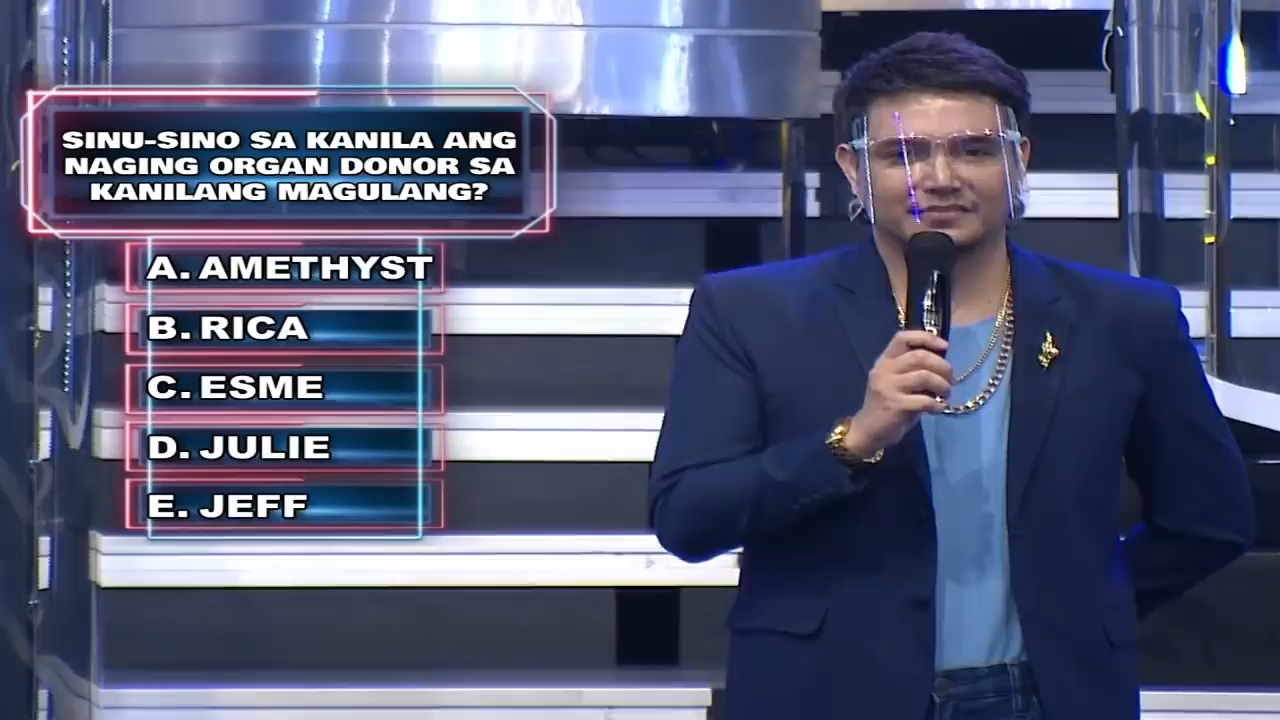 SINU-SINO SA KANILA ANG
NAGING ORGAN DONOR SA
KANILANG MAGULANG?
A. AMETHYST
B. RICA
C. ESME
D. JULIE
E. JEFF